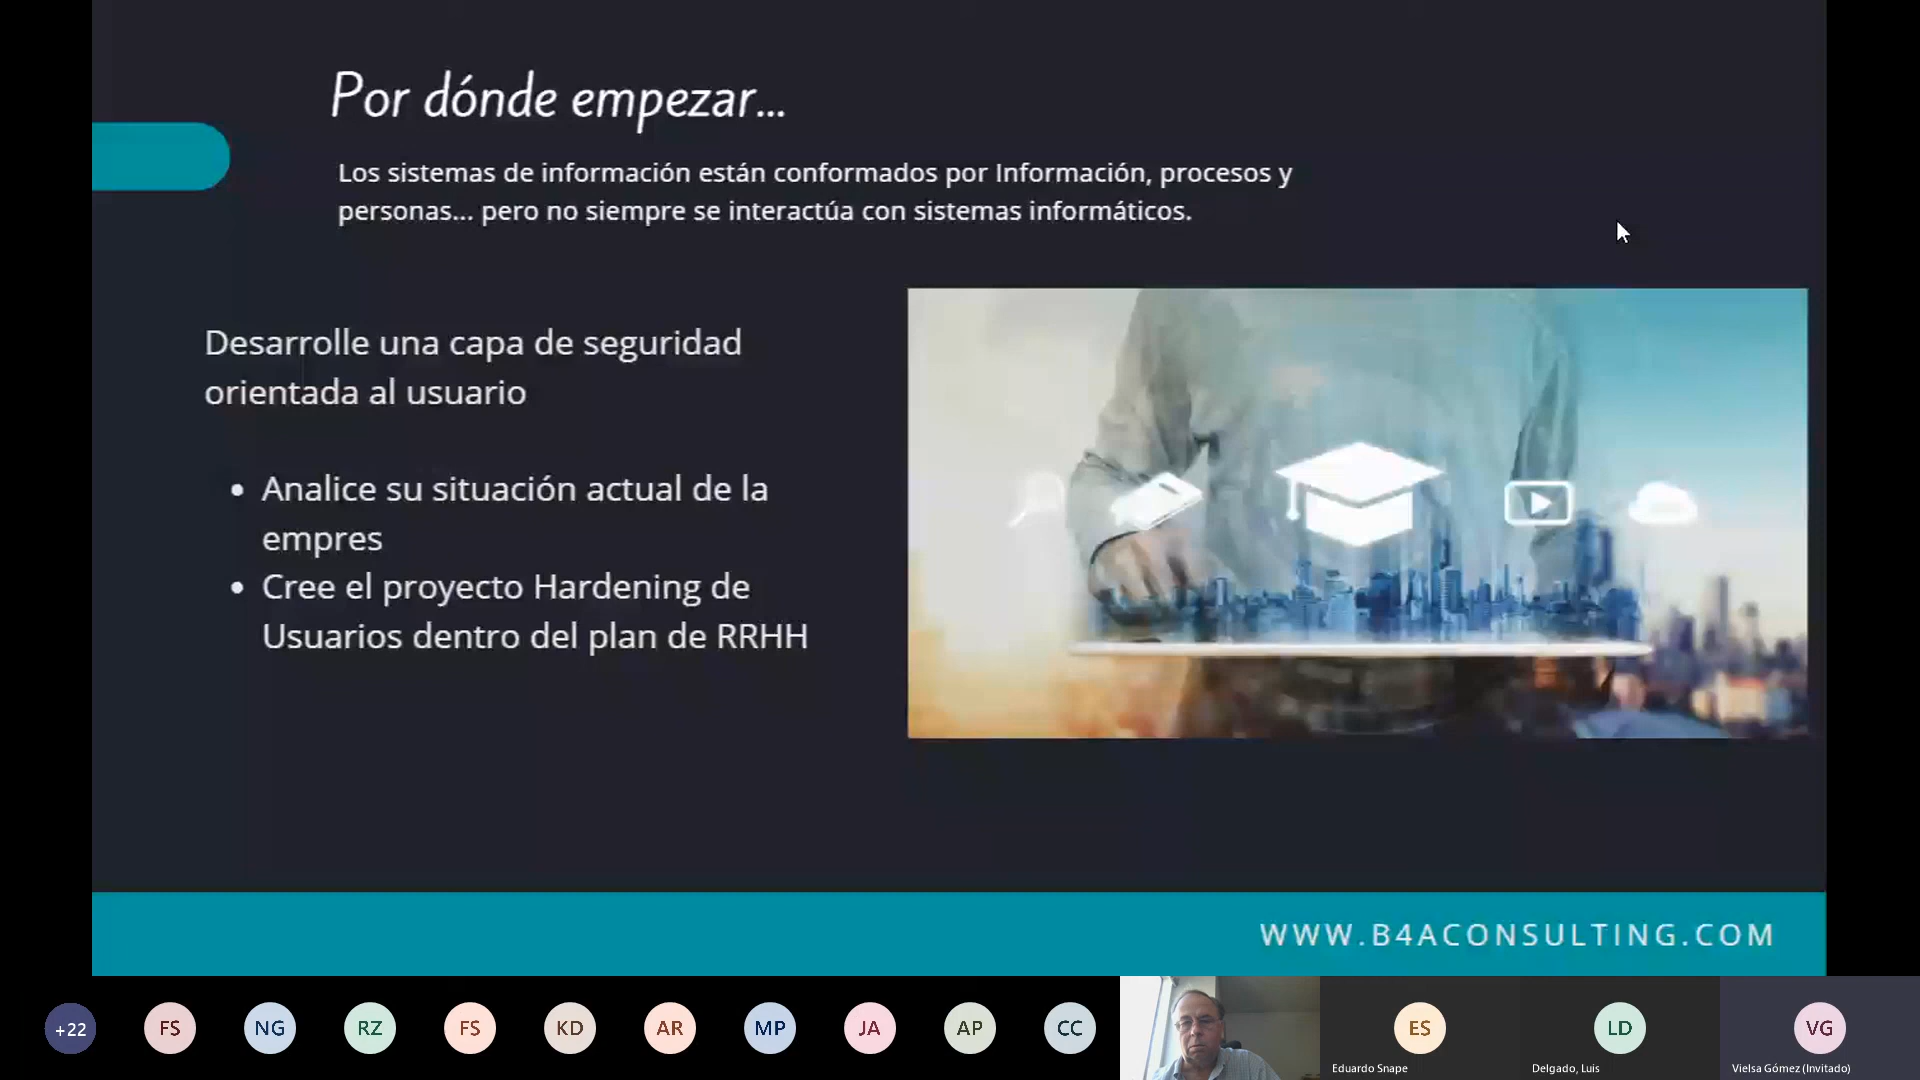 Por dónde empezar...
Los sistemas de información están conformados por Información, procesos y
personas... pero no siempre se interactúa con sistemas informáticos.
Desarrolle una capa de seguridad
orientada al usuario
• Analice su situación actual de la
empres
• Cree el proyecto Hardening de
Usuarios dentro del plan de RRHH
WWW.B4ACONSULTING.COM
+22
FS
NG
RZ
FS
KD
AR
MP
JA
AP
CC
ES
LD
VG
Eduardo Snape
Delgado, Luis
Vielsa Gómez (Invitado)